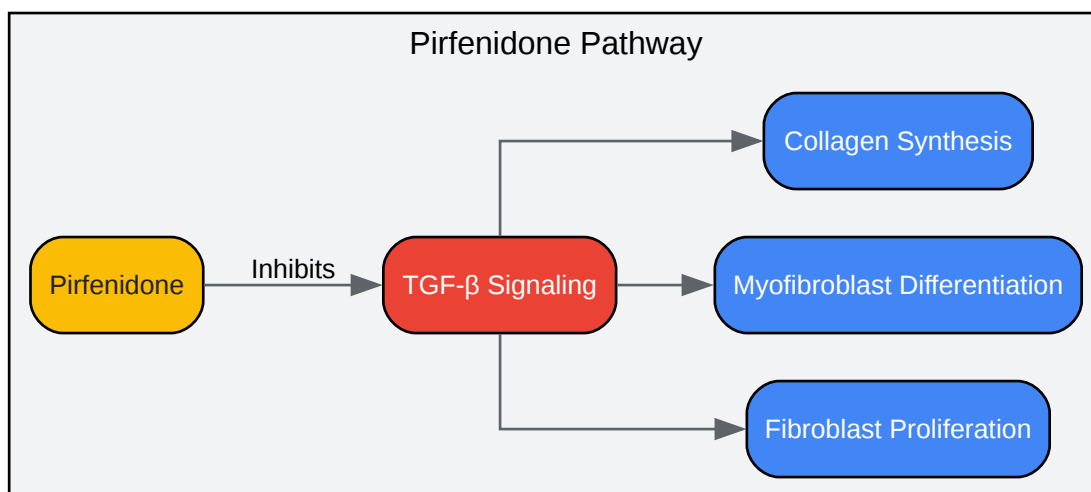 Pirfenidone Pathway
Collagen Synthesis
Pirfenidone
Inhibits
TGF-β Signaling
Myofibroblast Differentiation
Fibroblast Proliferation